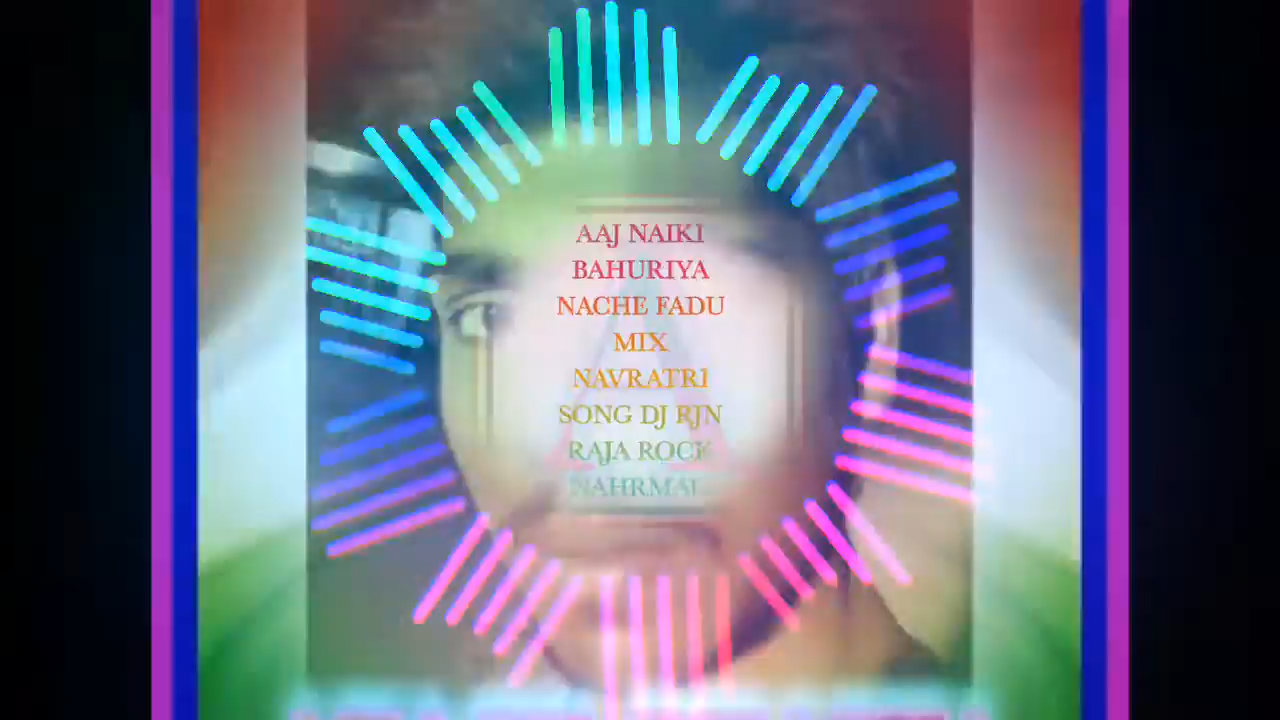 AAJ NAIKI
BAHURIYA
NACHE FADU
MIX
NAVRATRI
SONG DJ RJN
RAJA ROCK